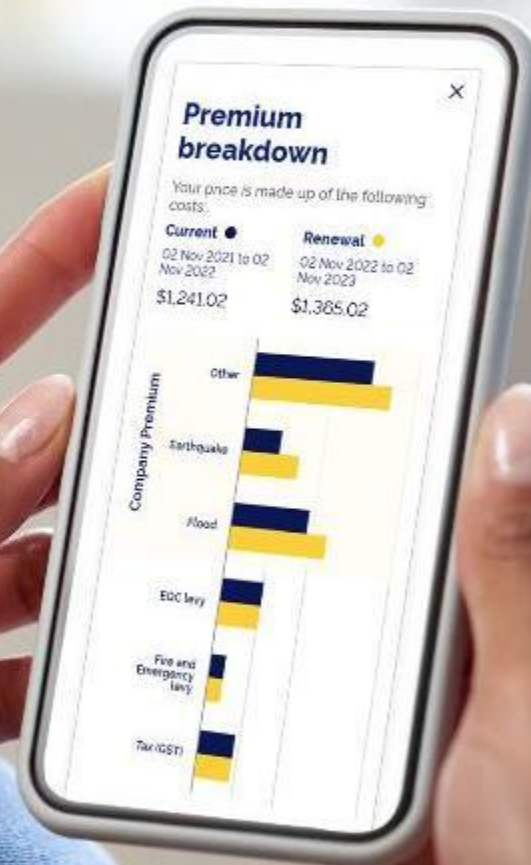 Premium
breakdown
Your price is made up of the following
costs.
Current
02 Nov 2021 to 02
Nov 2022
$1,241.02
Renewal
02 Nov 2022 to 02
Nov 2023
$1,365.02
Company Premium
Other
Earthquake
Flood
EQC levy
Fire and
Emergency
levy
Tax (GST)